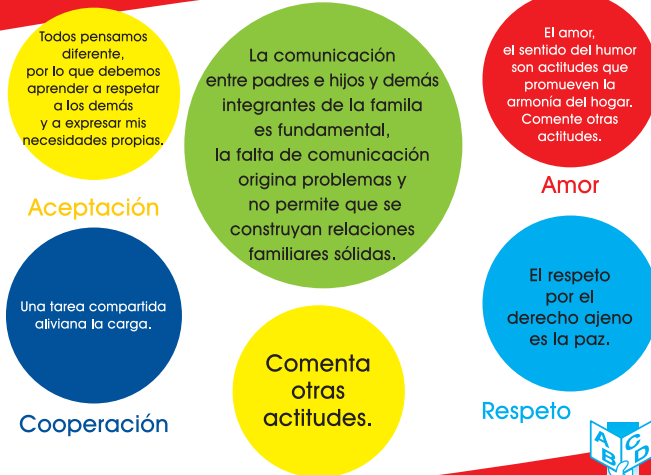 Todos pensamos
diferente,
por lo que debemos
aprender a respetar
a los demás
y a expresar mis
necesidades propias.
Aceptación
La comunicación
entre padres e hijos y demás
integrantes de la famila
es fundamental,
la falta de comunicación
origina problemas y
no permite que se
construyan relaciones
familiares sólidas.
El amor,
el sentido del humor
son actitudes que
promueven la
armonía del hogar.
Comente otras
actitudes.
Amor
Una tarea compartida
aliviana la carga.
Cooperación
Comenta
otras
actitudes.
El respeto
por el
derecho ajeno
es la paz.
Respeto
A B C D